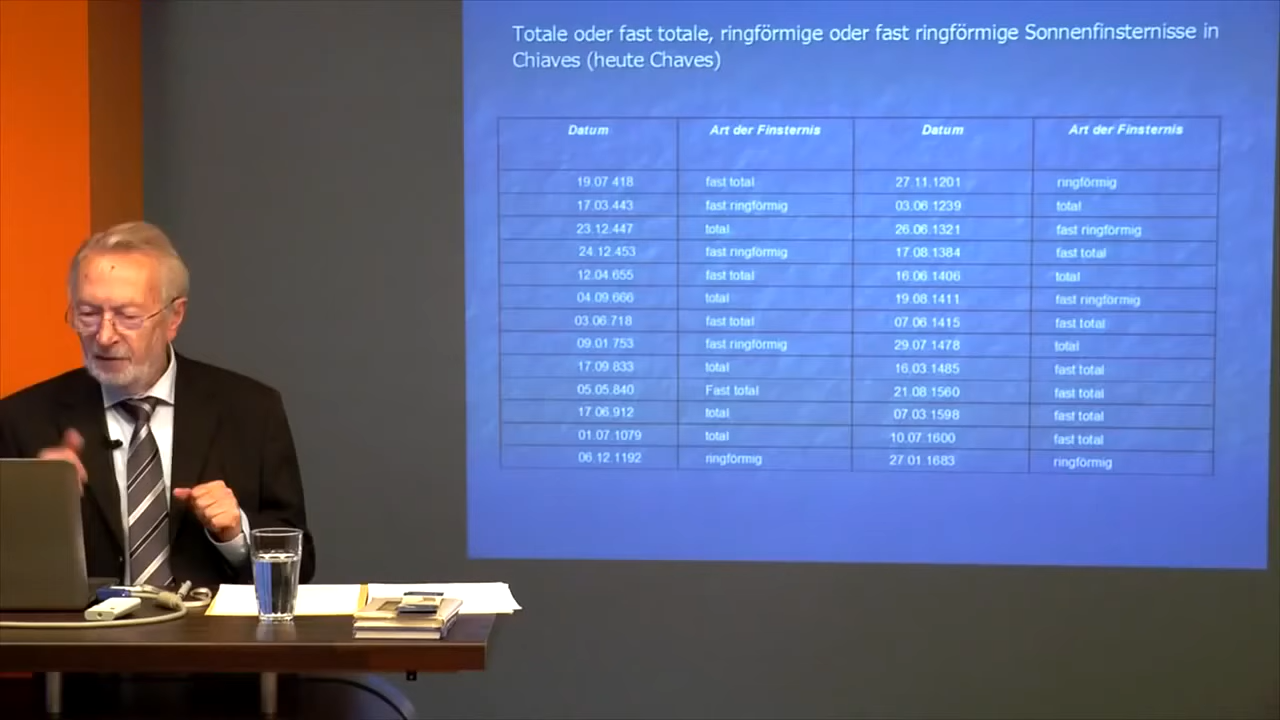 Totale oder fast totale, ringförmige oder fast ringförmige Sonnenfinsternisse in
Chiaves (heute Chaves)
Datum Art der Finsternis Datum Art der Finsternis
19.07 418 fast total 27.11.1201 ringförmig
17.03.443 fast ringförmig 03.06 1239 total
23.12.447 total 26.06.1321 fast ringförmig
24.12.453 fast ringförmig 17.08.1384 fast total
12.04.655 fast total 16.06 1406 total
04.09.666 total 19.08.1411 fast ringförmig
03.06.718 fast total 07.06 1415 fast total
09.01 753 fast ringförmig 29.07.1478 total
17.09.833 total 16.03.1485 fast total
05.05.840 Fast total 21.08 1560 fast total
17.06.912 total 07.03.1598 fast total
01.07.1079 total 10.07.1600 fast total
06.12.1192 ringförmig 27.01.1683 ringförmig